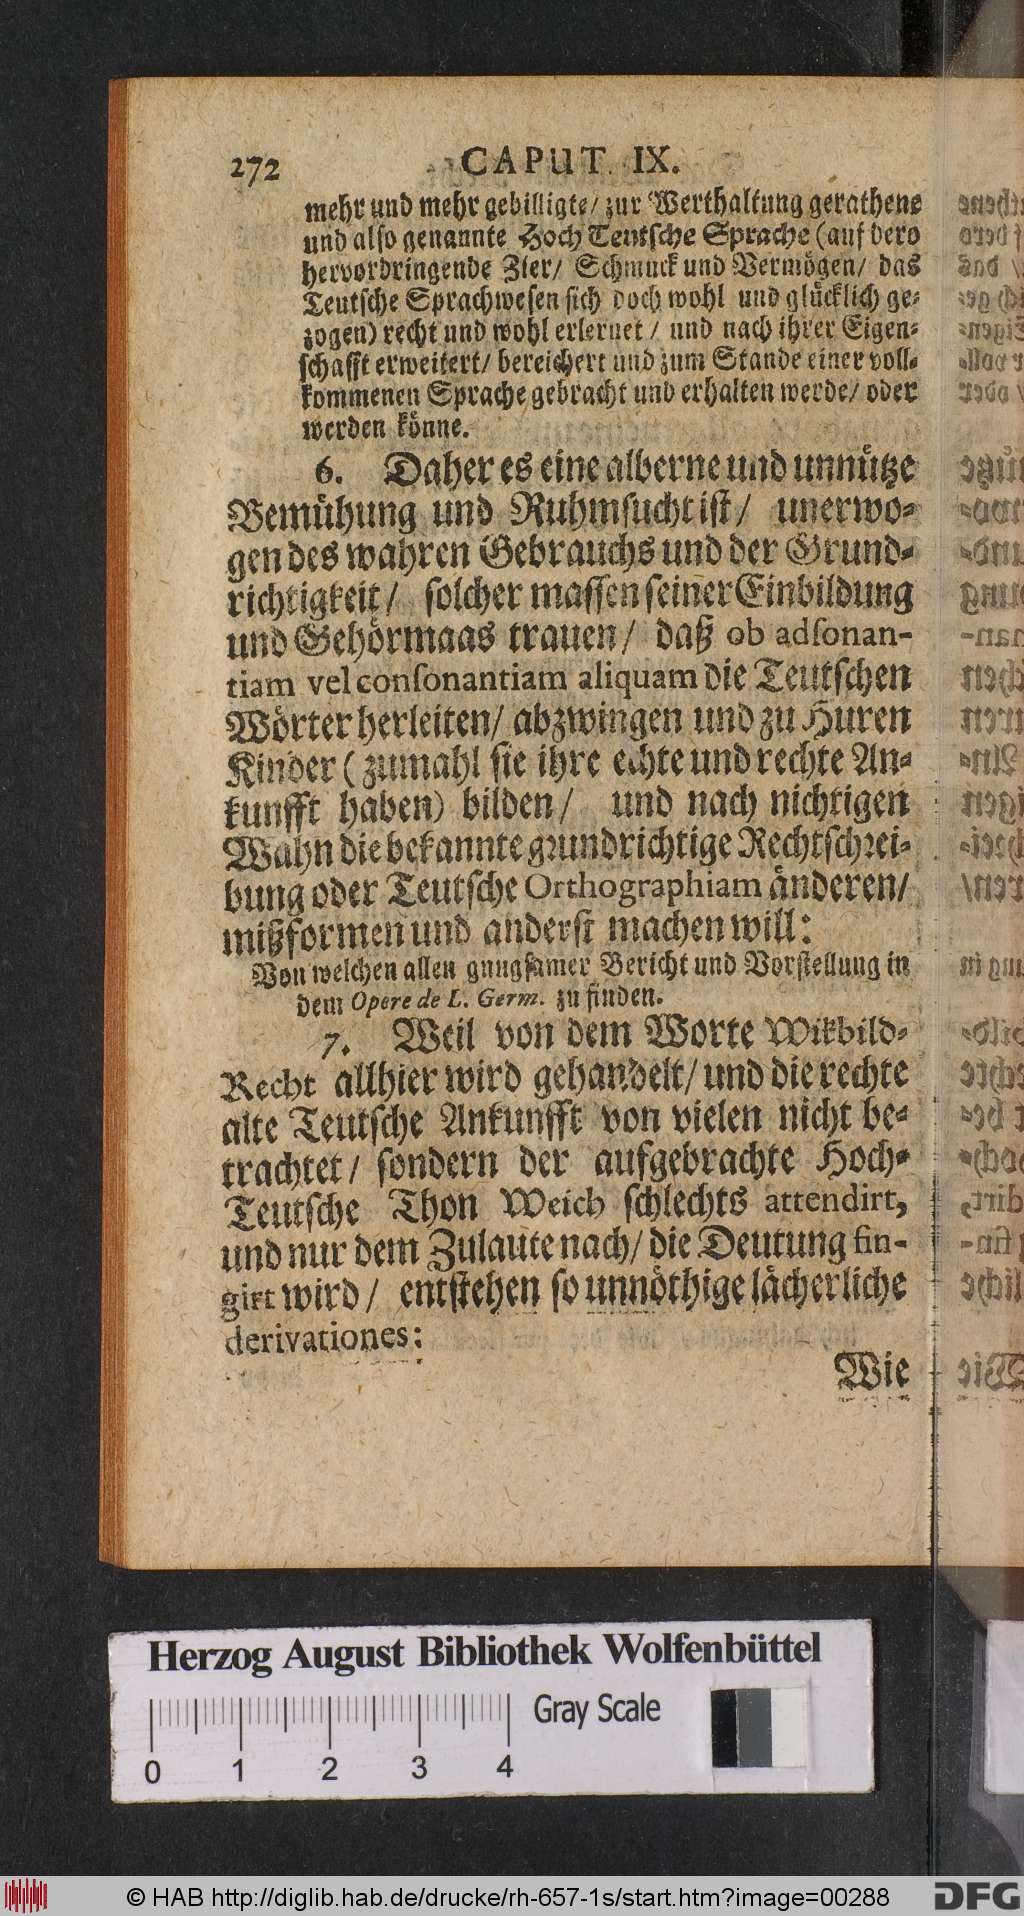 272 CAPUT IX.
mehr und mehr gebilligte/ zur Werthaltung gerathene
und also genannte Hoch Teutsche Sprache (auf dero
hervordringende Zier/ Schmuck und Vermögen/ das
Teutsche Sprachwesen sich doch wohl und glücklich ge-
zogen) recht und wohl erlernet / und nach ihrer Eigen-
schafft erweitert/ bereichert und zum Stande einer voll-
kommenen Sprache gebracht und erhalten werde/ oder
werden könne.
6. Daher es eine alberne und unnütze
Bemühung und Ruhmsucht ist/ unerwo-
gen des wahren Gebrauchs und der Grund-
richtigkeit/ solcher massen seiner Einbildung
und Gehörmaas trauen/ daß ob adsonan-
tiam vel consonantiam aliquam die Teutschen
Wörter herleiten/ abzwingen und zu Huren
Kinder (zumahl sie ihre echte und rechte An-
kunfft haben) bilden/ und nach nichtigen
Wahn die bekannte grundrichtige Rechtschrei-
bung oder Teutsche Orthographiam änderen/
mißformen und anderst machen will:
Von welchen allen gnugsamer Bericht und Vorstellung in
dem Opere de L. Germ. zu finden.
7. Weil von dem Worte Wikbild-
Recht allhier wird gehandelt/ und die rechte
alte Teutsche Ankunfft von vielen nicht be-
trachtet/ sondern der aufgebrachte Hoch-
Teutsche Thon Weich schlechts attendirt,
und nur dem Zulaute nach/ die Deutung fin-
girt wird/ entstehen so unnöthige lächerliche
derivationes:
Wie
Herzog August Bibliothek Wolfenbüttel
Gray Scale
0 1 2 3 4
© HAB http://diglib.hab.de/drucke/rh-657-1s/start.htm?image=00288
DFG